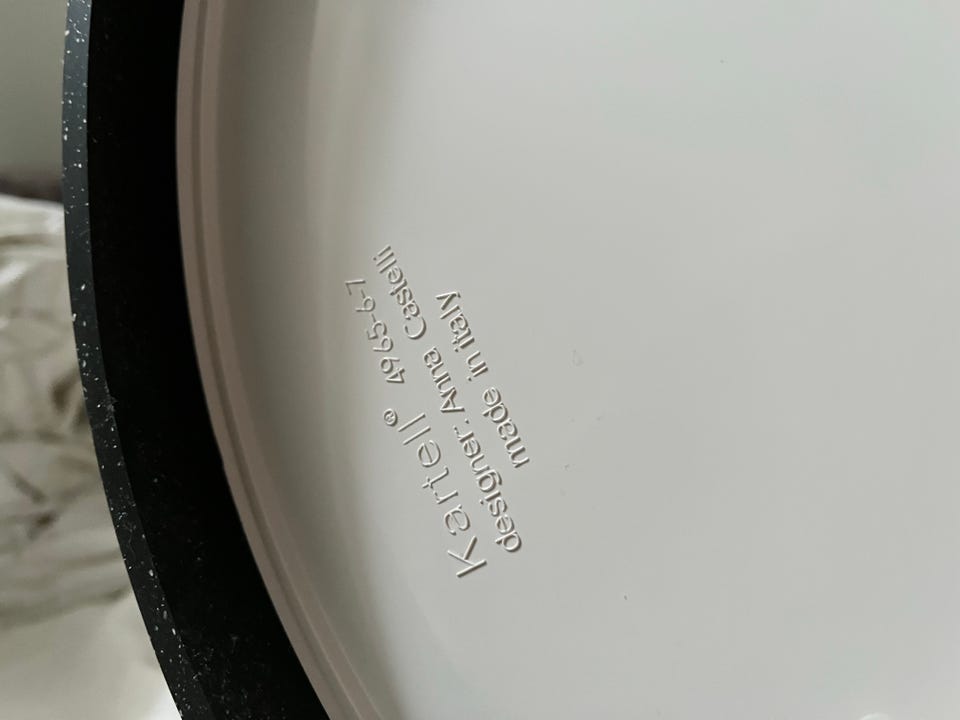 Kartell® 4965-6-7
designer: Anna Castelli
made in italy